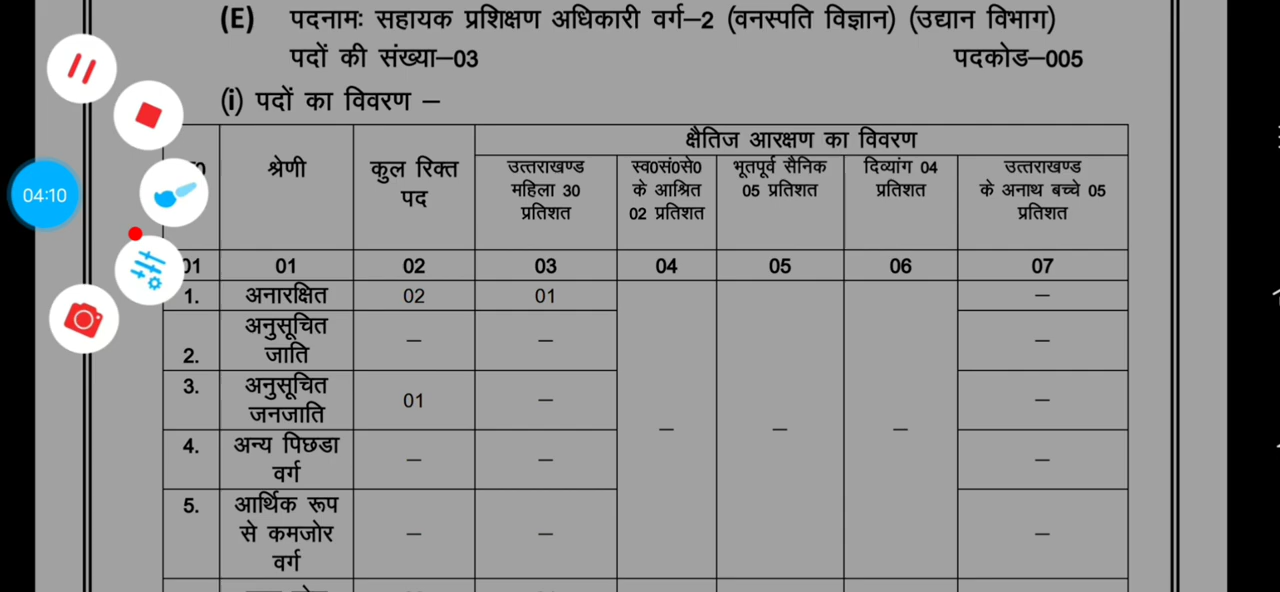 (E) पदनामः सहायक प्रशिक्षण अधिकारी वर्ग–2 (वनस्पति विज्ञान) (उद्यान विभाग)
पदों की संख्या–03 पदकोड–005
(i) पदों का विवरण –
श्रेणी कुल रिक्त पद क्षैतिज आरक्षण का विवरण
उत्तराखण्ड महिला 30 प्रतिशत स्व0सं0से0 के आश्रित 02 प्रतिशत भूतपूर्व सैनिक 05 प्रतिशत दिव्यांग 04 प्रतिशत उत्तराखण्ड के अनाथ बच्चे 05 प्रतिशत
04:10
01 01 02 03 04 05 06 07
1. अनारक्षित 02 01 –
2. अनुसूचित जाति – – –
3. अनुसूचित जनजाति 01 – –
– – –
4. अन्य पिछडा वर्ग – – –
5. आर्थिक रूप से कमजोर वर्ग – – –